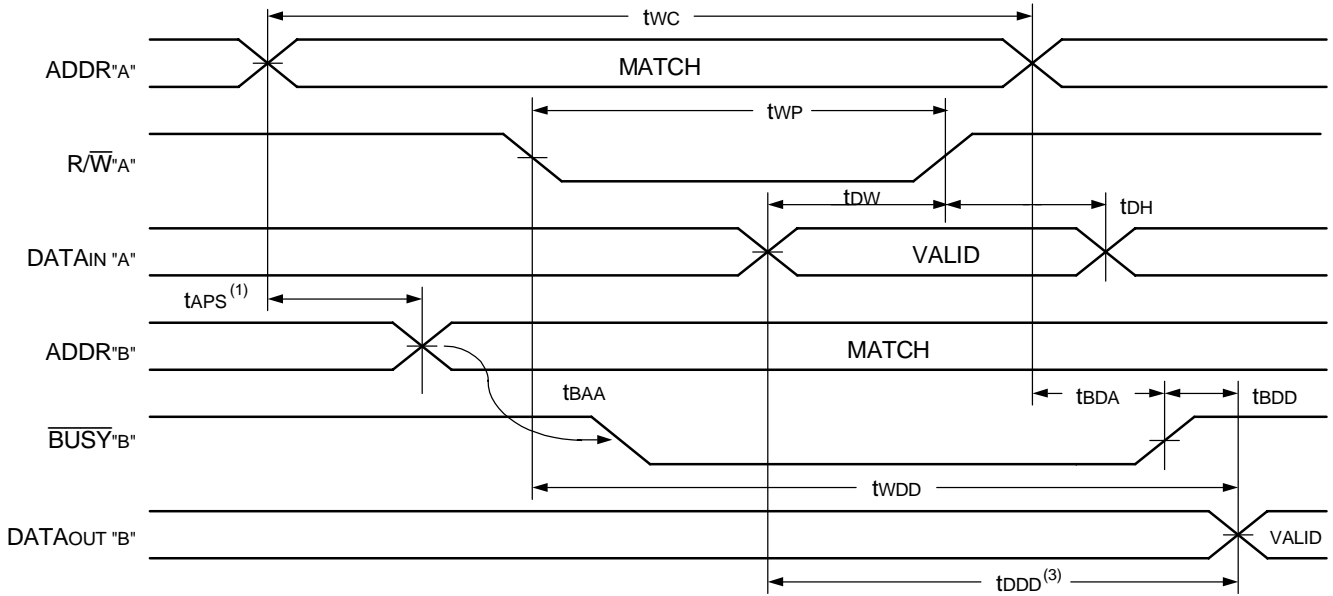 tWC
ADDR"A" MATCH
tWP
R/W̅"A"
tDW tDH
DATAIN "A" VALID
tAPS(1)
ADDR"B" MATCH
tBAA tBDA tBDD
B̅U̅S̅Y̅"B"
tWDD
DATAOUT "B" VALID
tDDD(3)